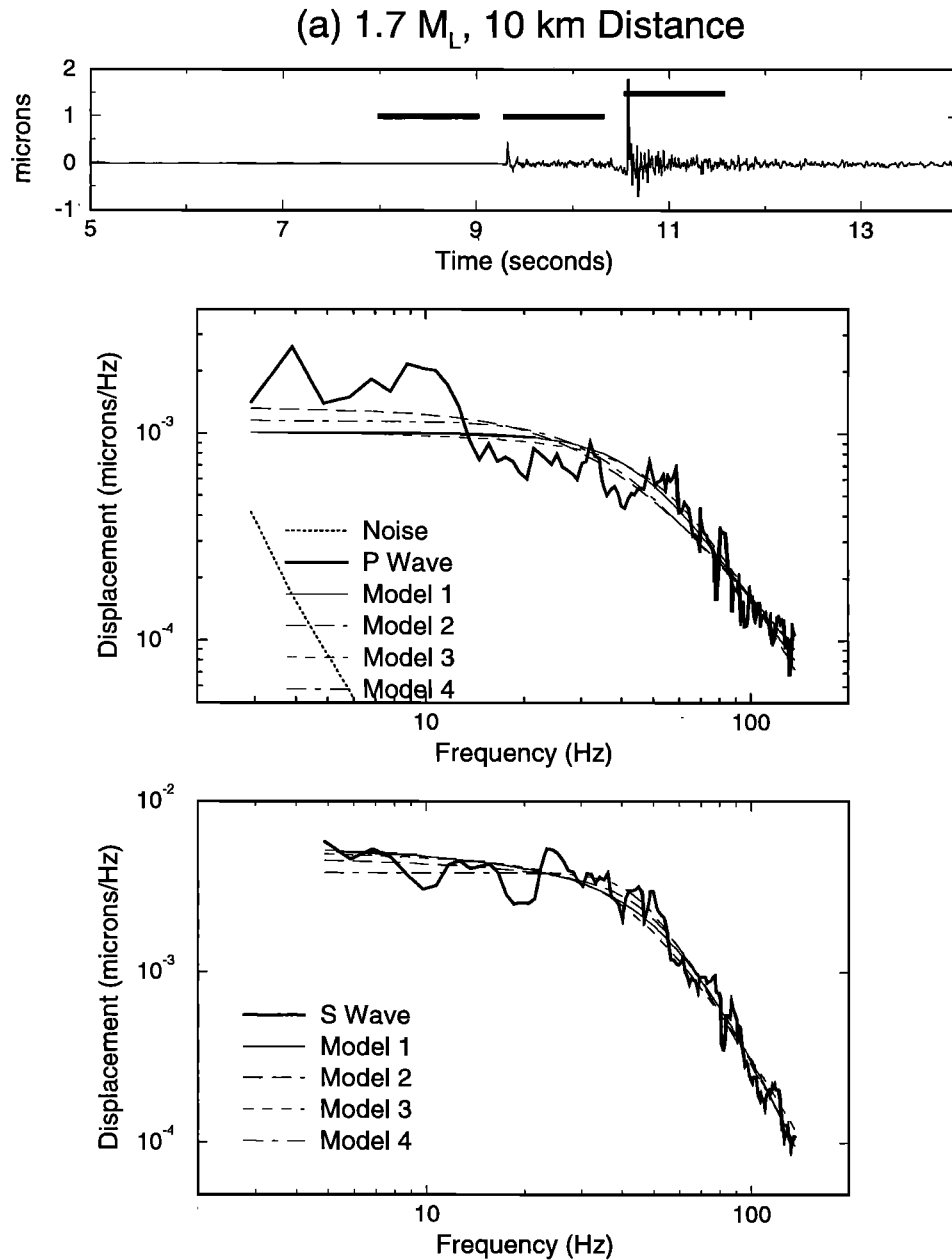 (a) 1.7 M_L, 10 km Distance
2
1
0
-1
microns
5
7
9
11
13
Time (seconds)
10^-3
10^-4
Displacement (microns/Hz)
Noise
P Wave
Model 1
Model 2
Model 3
Model 4
10
100
Frequency (Hz)
10^-2
10^-3
10^-4
Displacement (microns/Hz)
S Wave
Model 1
Model 2
Model 3
Model 4
10
100
Frequency (Hz)